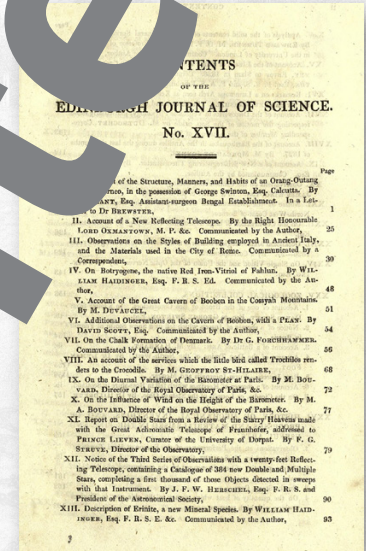 NTENTS
OF THE
EDINBURGH JOURNAL OF SCIENCE.
No. XVII.
Page
of the Structure, Manners, and Habits of an Orang-Outang
rneo, in the possession of George Swinton, Esq. Calcutta. By
ANT, Esq. Assistant-surgeon Bengal Establishment. In a Let-
to Dr BREWSTER, 1
II. Account of a New Reflecting Telescope. By the Right Honourable
LORD OXMANTOWN, M. P. &c. Communicated by the Author, 25
III. Observations on the Styles of Building employed in Ancient Italy,
and the Materials used in the City of Rome. Communicated by a
Correspondent, 30
IV. On Botryogene, the native Red Iron-Vitriol of Fahlun. By WIL-
LIAM HAIDINGER, Esq. F. R. S. Ed. Communicated by the Au-
thor, 48
V. Account of the Great Cavern of Booben in the Cossyah Mountains.
By M. DEVAUCEL, 51
VI. Additional Observations on the Cavern of Booben, with a PLAN. By
DAVID SCOTT, Esq. Communicated by the Author, 54
VII. On the Chalk Formation of Denmark. By Dr G. FORCHHAMMER.
Communicated by the Author, 56
VIII. An account of the services which the little bird called Trochilos ren-
ders to the Crocodile. By M. GEOFFROY ST-HILAIRE, 68
IX. On the Diurnal Variation of the Barometer at Paris. By M. BOU-
VARD, Director of the Royal Observatory of Paris, &c. 72
X. On the Influence of Wind on the Height of the Barometer. By M.
A. BOUVARD, Director of the Royal Observatory of Paris, &c. 77
XI. Report on Double Stars from a Review of the Starry Heavens made
with the Great Achromatic Telescope of Fraunhofer, addressed to
PRINCE LIEVEN, Curator of the University of Dorpat. By F. G.
STRUVE, Director of the Observatory, 79
XII. Notice of the Third Series of Observations with a twenty-feet Reflect-
ing Telescope, containing a Catalogue of 384 new Double and Multiple
Stars, completing a first thousand of those Objects detected in sweeps
with that Instrument. By J. F. W. HERSCHEL, Esq. F. R. S. and
President of the Astronomical Society, 90
XIII. Description of Erinite, a new Mineral Species. By WILLIAM HAID-
INGER, Esq. F. R. S. E. &c. Communicated by the Author, 93